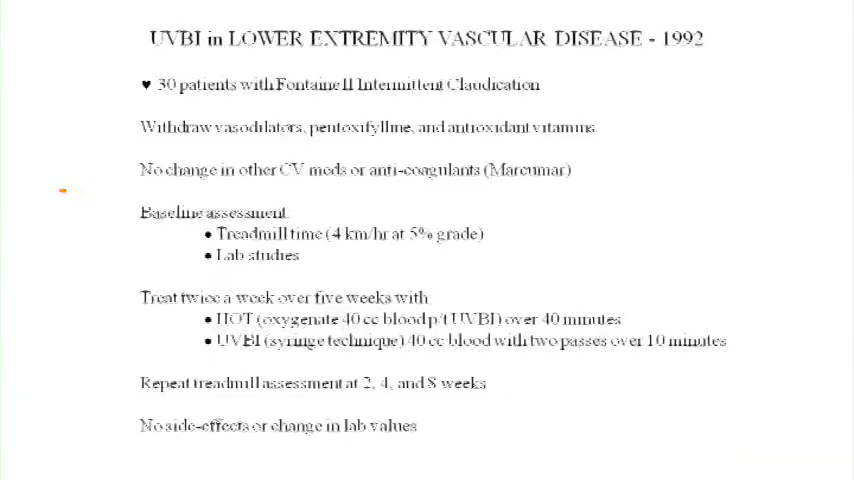 UVBI in LOWER EXTREMITY VASCULAR DISEASE - 1992
♥ 30 patients with Fontaine II Intermittent Claudication
Withdraw vasodilators, pentoxifylline, and antioxidant vitamins
No change in other CV meds or anti-coagulants (Marcumar)
Baseline assessment
• Treadmill time (4 km/hr at 5% grade)
• Lab studies
Treat twice a week over five weeks with
• HOT (oxygenate 40 cc blood p/t UVBI) over 40 minutes
• UVBI (syringe technique) 40 cc blood with two passes over 10 minutes
Repeat treadmill assessment at 2, 4, and 8 weeks
No side-effects or change in lab values